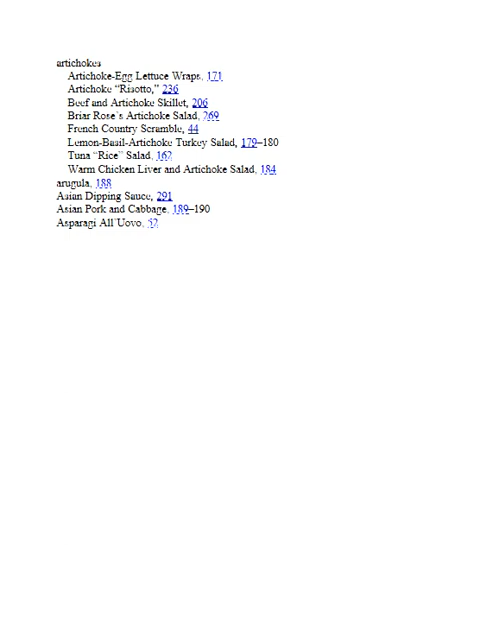 artichokes
Artichoke-Egg Lettuce Wraps, 171
Artichoke “Risotto,” 236
Beef and Artichoke Skillet, 206
Briar Rose’s Artichoke Salad, 269
French Country Scramble, 44
Lemon-Basil-Artichoke Turkey Salad, 179–180
Tuna “Rice” Salad, 162
Warm Chicken Liver and Artichoke Salad, 184
arugula, 188
Asian Dipping Sauce, 291
Asian Pork and Cabbage, 189–190
Asparagi All’Uovo, 52